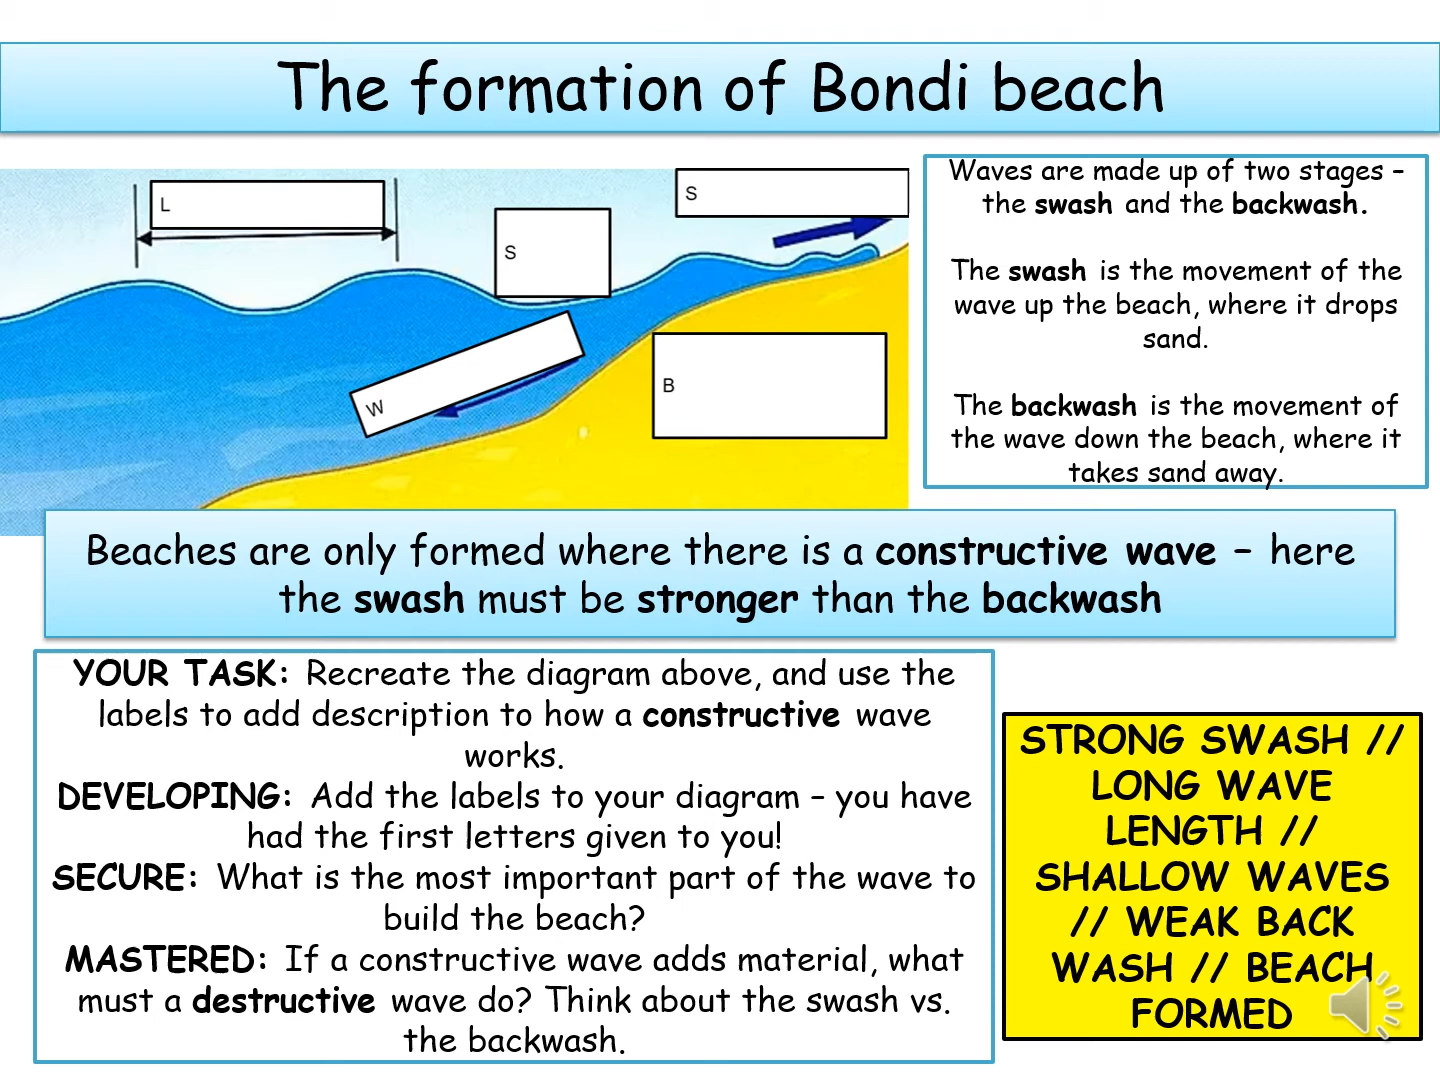 The formation of Bondi beach
L
S
S
W
B
Waves are made up of two stages –
the swash and the backwash.
The swash is the movement of the
wave up the beach, where it drops
sand.
The backwash is the movement of
the wave down the beach, where it
takes sand away.
Beaches are only formed where there is a constructive wave – here
the swash must be stronger than the backwash
YOUR TASK: Recreate the diagram above, and use the
labels to add description to how a constructive wave
works.
DEVELOPING: Add the labels to your diagram – you have
had the first letters given to you!
SECURE: What is the most important part of the wave to
build the beach?
MASTERED: If a constructive wave adds material, what
must a destructive wave do? Think about the swash vs.
the backwash.
STRONG SWASH //
LONG WAVE
LENGTH //
SHALLOW WAVES
// WEAK BACK
WASH // BEACH
FORMED